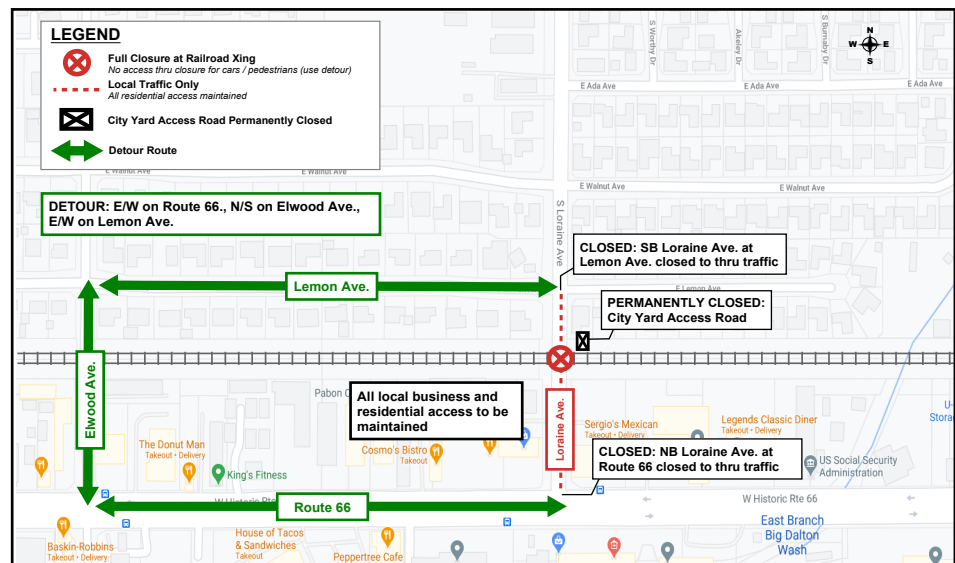 LEGEND
Full Closure at Railroad Xing
No access thru closure for cars / pedestrians (use detour)
Local Traffic Only
All residential access maintained
City Yard Access Road Permanently Closed
Detour Route
S Worthy Dr
Akeley Dr
S Burnaby Dr
N
W E
S
E Ada Ave
E Ada Ave
E Walnut Ave
E Walnut Ave
E Walnut Ave
DETOUR: E/W on Route 66., N/S on Elwood Ave.,
E/W on Lemon Ave.
S Loraine Ave
CLOSED: SB Loraine Ave. at
Lemon Ave. closed to thru traffic
Lemon Ave.
E Lemon Ave
PERMANENTLY CLOSED:
City Yard Access Road
Elwood Ave.
Pabon C
All local business and
residential access to be
maintained
Loraine Ave.
Sergio's Mexican
Takeout • Delivery
Legends Classic Diner
Takeout • Delivery
U-
Stora
The Donut Man
Takeout • Delivery
King's Fitness
Cosmo's Bistro
Takeout
CLOSED: NB Loraine Ave. at
Route 66 closed to thru traffic
US Social Security
Administration
W Historic Rte
Route 66
W Historic Rte 66
East Branch
Big Dalton
Wash
Baskin-Robbins
Takeout • Delivery
House of Tacos
& Sandwiches
Takeout • Delivery
Peppertree Cafe